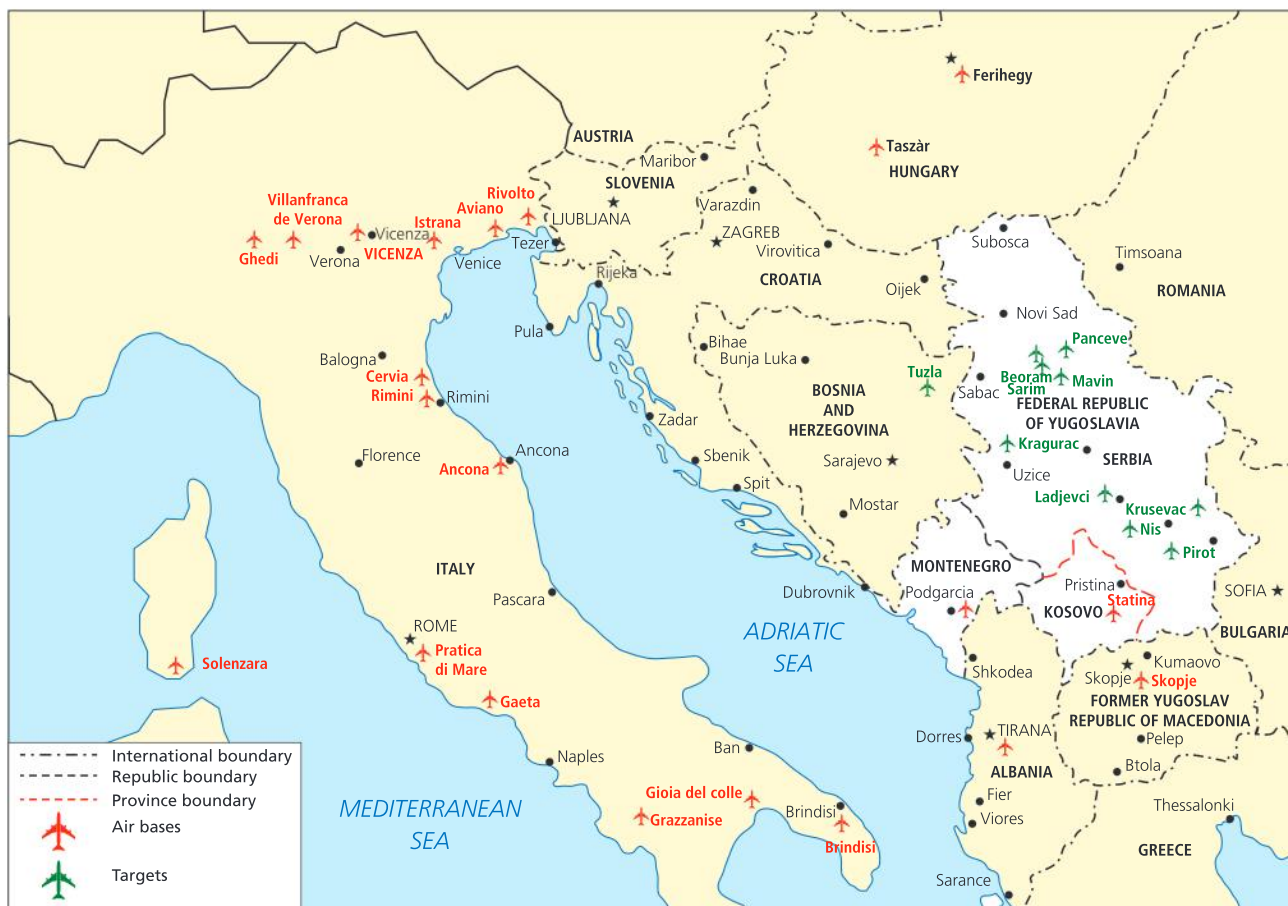 Ferihegy
AUSTRIA
Taszàr
HUNGARY
Maribor
SLOVENIA
Villanfranca
de Verona
Rivolto
Istrana
Aviano
LJUBLJANA
Varazdin
Vicenza
VICENZA
Ghedi
Verona
Venice
Tezer
ZAGREB
Virovitica
Subosca
Timsoana
Rijeka
CROATIA
Oijek
ROMANIA
Pula
Novi Sad
Balogna
Bihae
Bunja Luka
Panceve
Cervia
Rimini
Rimini
Tuzla
Sabac
Beoram
Sarim
Mavin
BOSNIA
AND
HERZEGOVINA
FEDERAL REPUBLIC
OF YUGOSLAVIA
Zadar
Kragurac
Florence
Ancona
Ancona
Sbenik
Sarajevo
Uzice
SERBIA
Spit
Mostar
Ladjevci
Krusevac
Nis
Pirot
ITALY
MONTENEGRO
Pascara
Dubrovnik
Podgarcia
Pristina
Statina
KOSOVO
SOFIA
BULGARIA
ROME
Pratica
di Mare
Solenzara
ADRIATIC
SEA
Shkodea
Kumaovo
Skopje
Skopje
Gaeta
FORMER YUGOSLAV
REPUBLIC OF MACEDONIA
Ban
Dorres
TIRANA
Pelep
Naples
ALBANIA
Btola
MEDITERRANEAN
SEA
Gioia del colle
Grazzanise
Brindisi
Brindisi
Fier
Viores
Thessalonki
GREECE
Sarance
International boundary
Republic boundary
Province boundary
Air bases
Targets